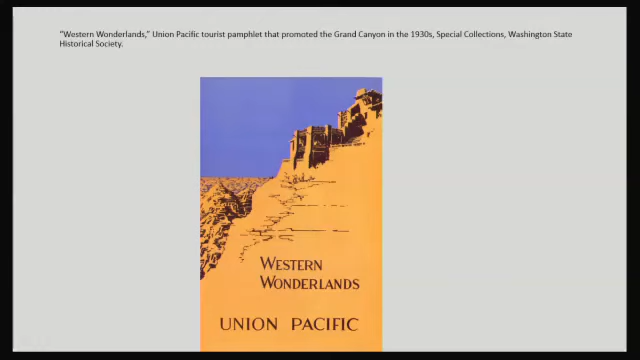 "Western Wonderlands," Union Pacific tourist pamphlet that promoted the Grand Canyon in the 1930s, Special Collections, Washington State
Historical Society.
WESTERN
WONDERLANDS
UNION PACIFIC